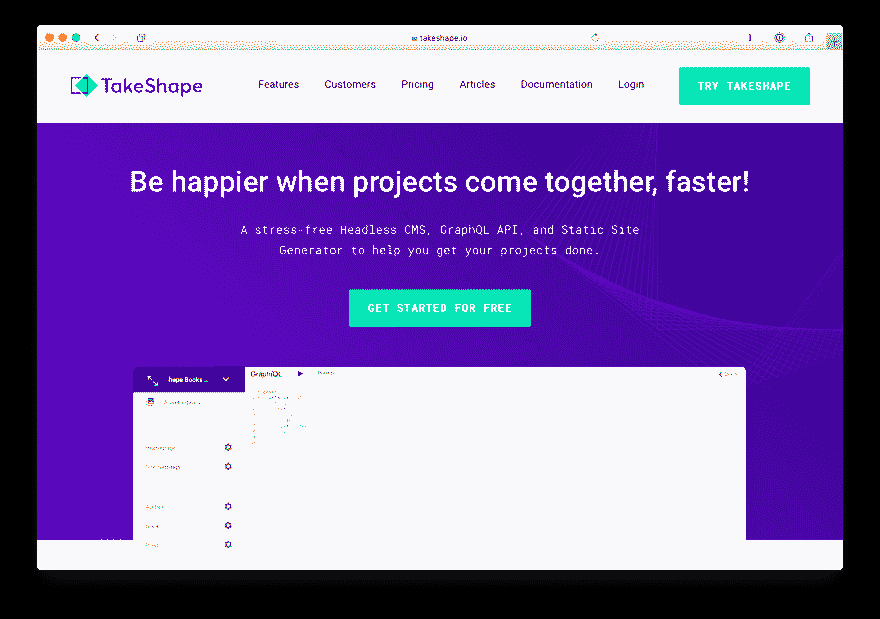 takeshape.io
TakeShape
Features Customers Pricing Articles Documentation Login TRY TAKESHAPE
Be happier when projects come together, faster!
A stress-free Headless CMS, GraphQL API, and Static Site
Generator to help you get your projects done.
GET STARTED FOR FREE
Books
GraphiQL